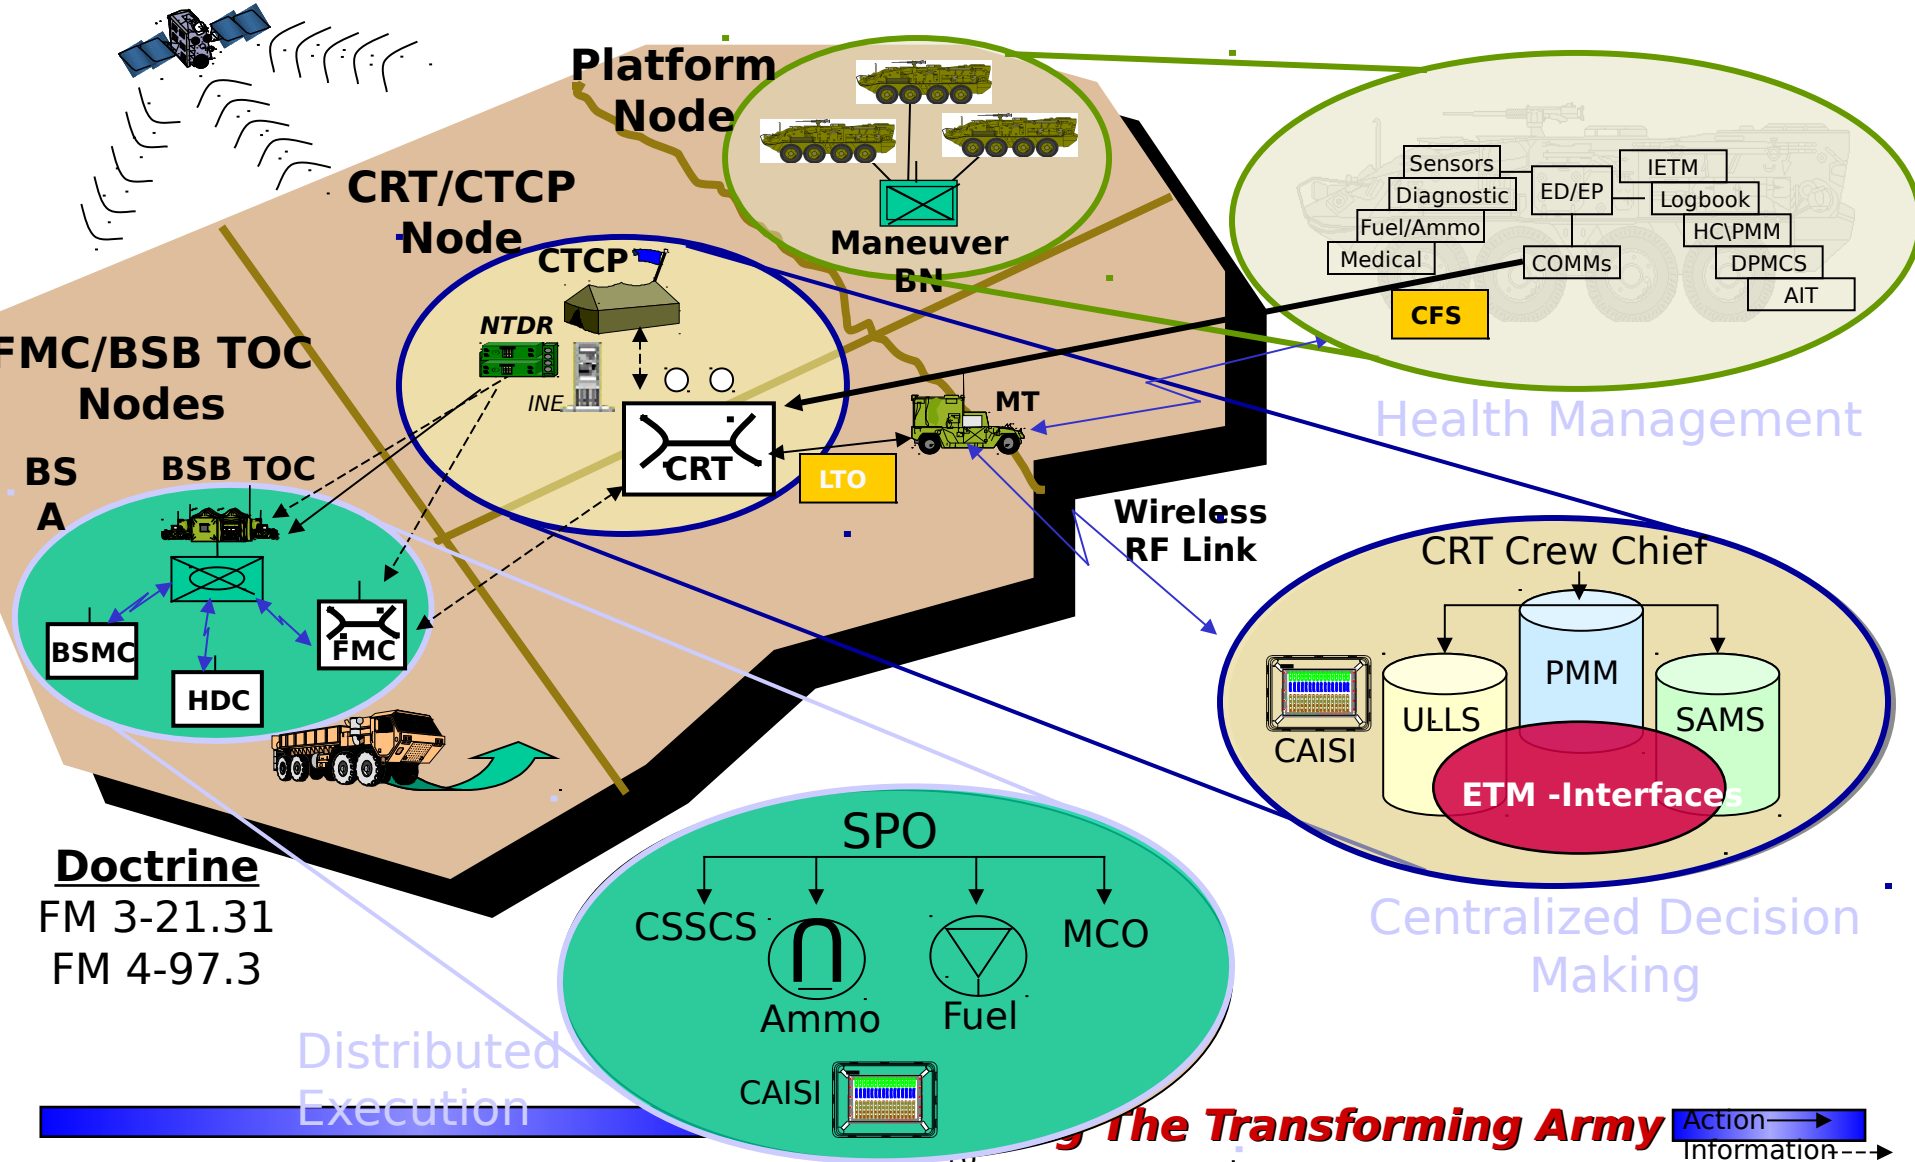 Platform
Node
CRT/CTCP
Node
CTCP
NTDR
INE
CRT
Maneuver
BN
Sensors
Diagnostic
Fuel/Ammo
Medical
ED/EP
COMMs
IETM
Logbook
HC\PMM
DPMCS
AIT
CFS
Health Management
FMC/BSB TOC
Nodes
BS
A
BSB TOC
BSMC
HDC
FMC
LTO
MT
Wireless
RF Link
CRT Crew Chief
PMM
ULLS
SAMS
CAISI
ETM -Interfaces
Centralized Decision
Making
Doctrine
FM 3-21.31
FM 4-97.3
SPO
CSSCS
MCO
Ammo
Fuel
CAISI
Distributed
Execution
The Transforming Army
Action
Information